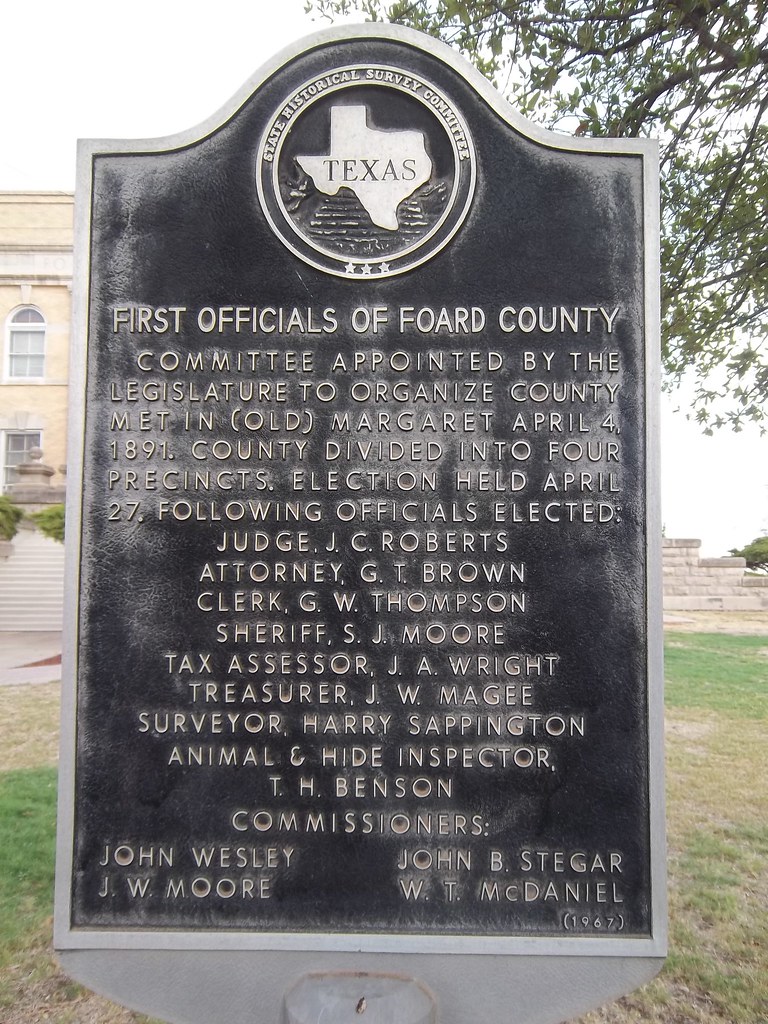 STATE HISTORICAL SURVEY COMMITTEE
TEXAS
FIRST OFFICIALS OF FOARD COUNTY
COMMITTEE APPOINTED BY THE
LEGISLATURE TO ORGANIZE COUNTY
MET IN (OLD) MARGARET APRIL 4,
1891. COUNTY DIVIDED INTO FOUR
PRECINCTS. ELECTION HELD APRIL
27. FOLLOWING OFFICIALS ELECTED:
JUDGE, J. C. ROBERTS
ATTORNEY, G. T. BROWN
CLERK, G. W. THOMPSON
SHERIFF, S. J. MOORE
TAX ASSESSOR, J. A. WRIGHT
TREASURER, J. W. MAGEE
SURVEYOR, HARRY SAPPINGTON
ANIMAL & HIDE INSPECTOR,
T. H. BENSON
COMMISSIONERS:
JOHN WESLEY JOHN B. STEGAR
J. W. MOORE W. T. McDANIEL
(1967)